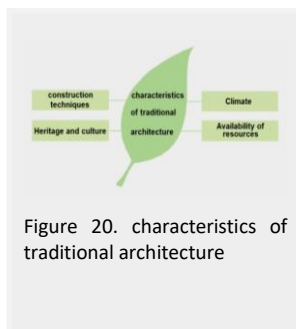 construction
techniques
Heritage and culture
characteristics
of traditional
architecture
Climate
Availability of
resources
Figure 20. characteristics of
traditional architecture